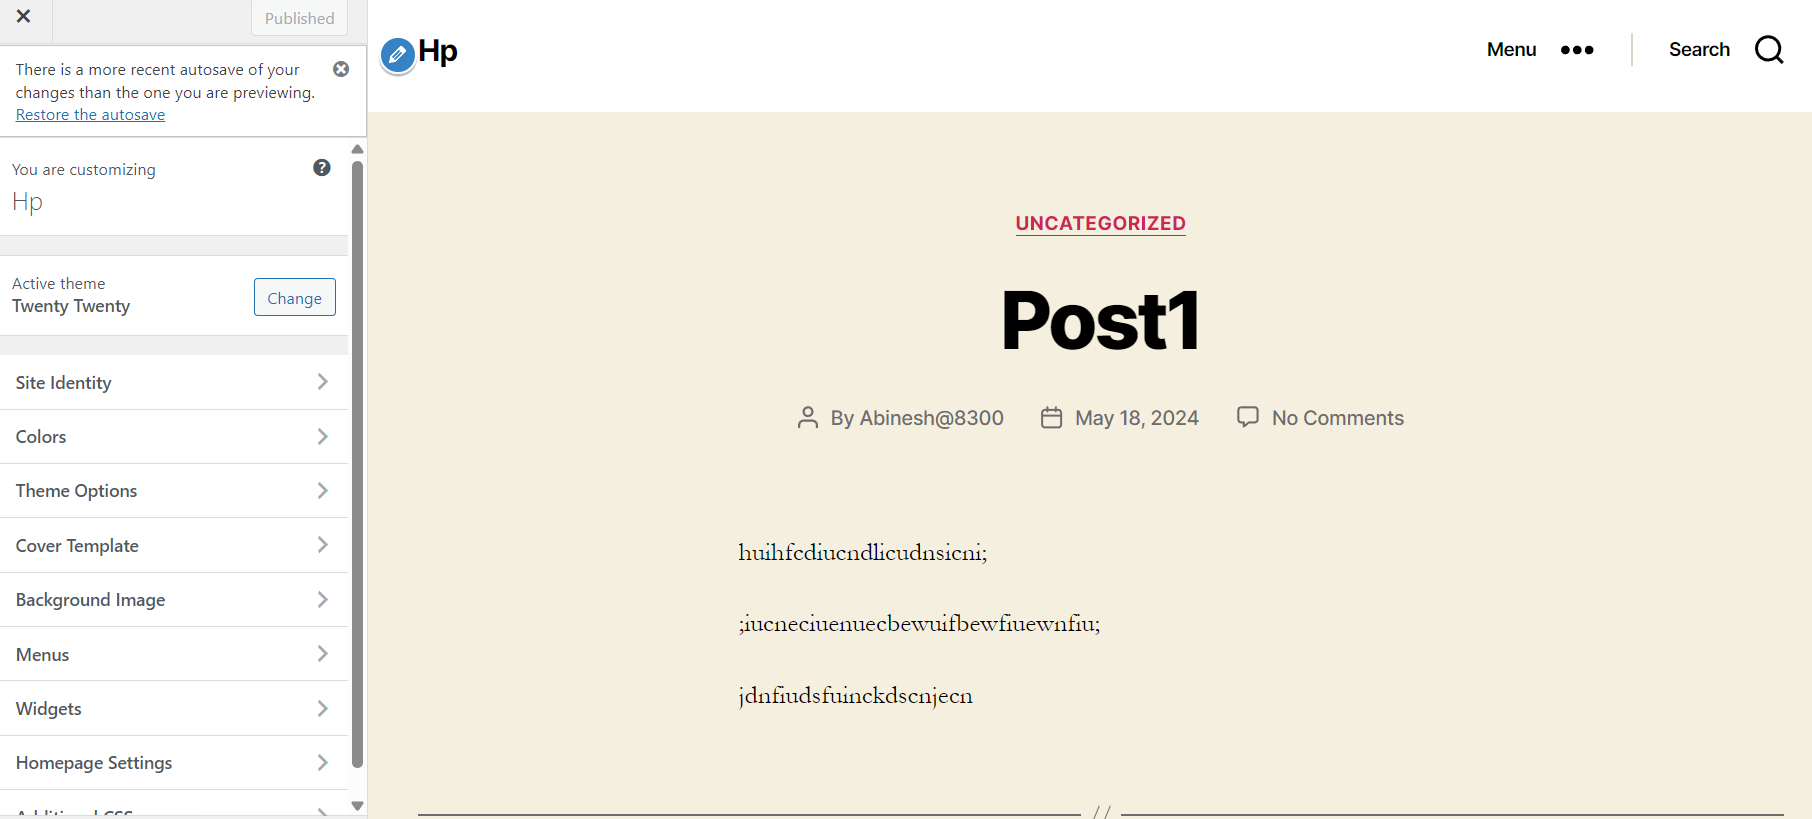 Published
There is a more recent autosave of your
changes than the one you are previewing.
Restore the autosave
You are customizing
Hp
Active theme
Twenty Twenty
Change
Site Identity
Colors
Theme Options
Cover Template
Background Image
Menus
Widgets
Homepage Settings
Additional CSS
Hp
Menu
Search
UNCATEGORIZED
Post1
By Abinesh@8300 May 18, 2024 No Comments
huihfcdiucndlicudnsicni;
;iucneciuenuecbewuifbewfiuewnfiu;
jdnfiudsfuinckdscnjecn
//